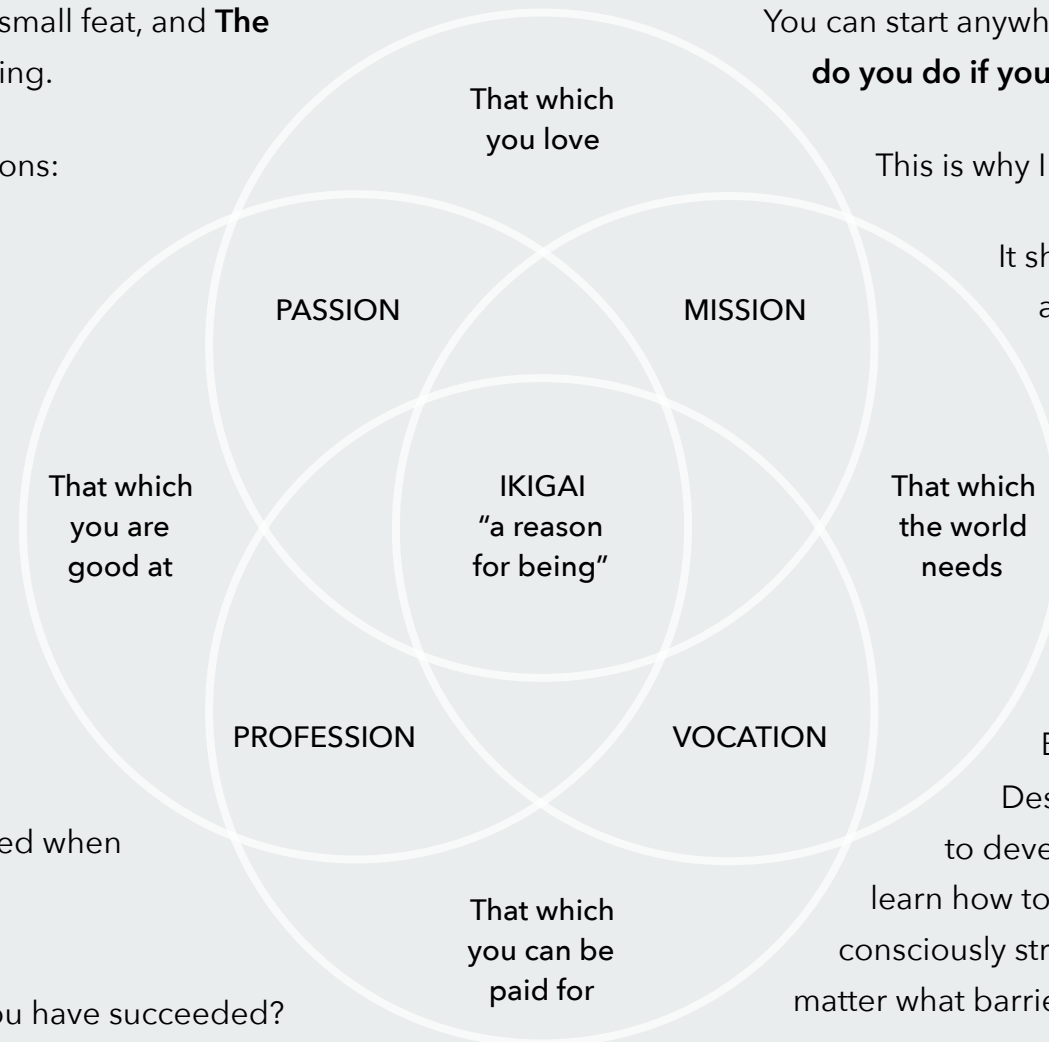 small feat, and The
ing.
ons:
ed when
ou have succeeded?
That which
you love
PASSION
MISSION
That which
you are
good at
IKIGAI
“a reason
for being”
That which
the world
needs
PROFESSION
VOCATION
That which
you can be
paid for
You can start anywh
do you do if you
This is why I
It sh
a
E
Des
to deve
learn how to
consciously str
matter what barrie